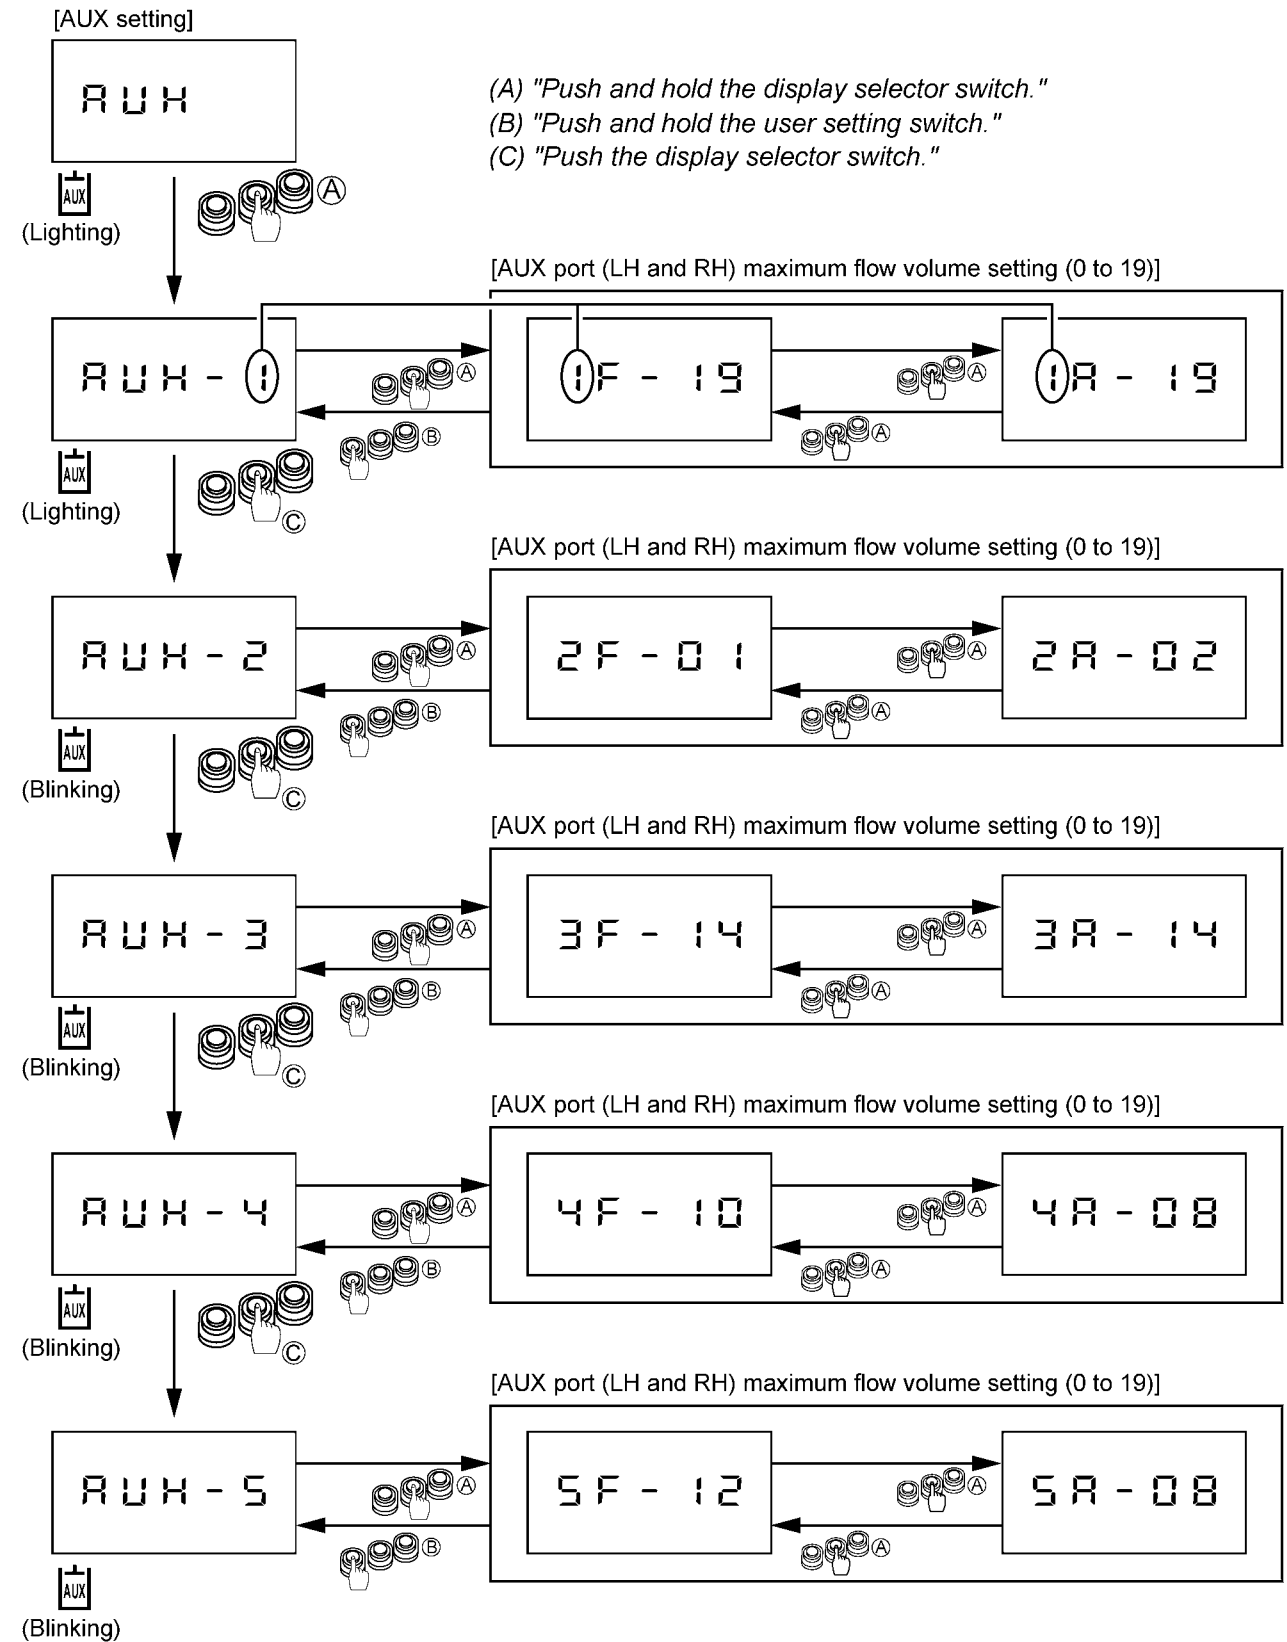 [AUX setting]
AUH
(A) "Push and hold the display selector switch."
(B) "Push and hold the user setting switch."
(C) "Push the display selector switch."
AUX
(Lighting)
A
[AUX port (LH and RH) maximum flow volume setting (0 to 19)]
AUH-1
A
B
1F-19
A
A
1A-19
AUX
(Lighting)
C
[AUX port (LH and RH) maximum flow volume setting (0 to 19)]
AUH-2
A
B
2F-01
A
A
2A-02
AUX
(Blinking)
C
[AUX port (LH and RH) maximum flow volume setting (0 to 19)]
AUH-3
A
B
3F-14
A
A
3A-14
AUX
(Blinking)
C
[AUX port (LH and RH) maximum flow volume setting (0 to 19)]
AUH-4
A
B
4F-10
A
A
4A-08
AUX
(Blinking)
C
[AUX port (LH and RH) maximum flow volume setting (0 to 19)]
AUH-5
A
B
5F-12
A
A
5A-08
AUX
(Blinking)